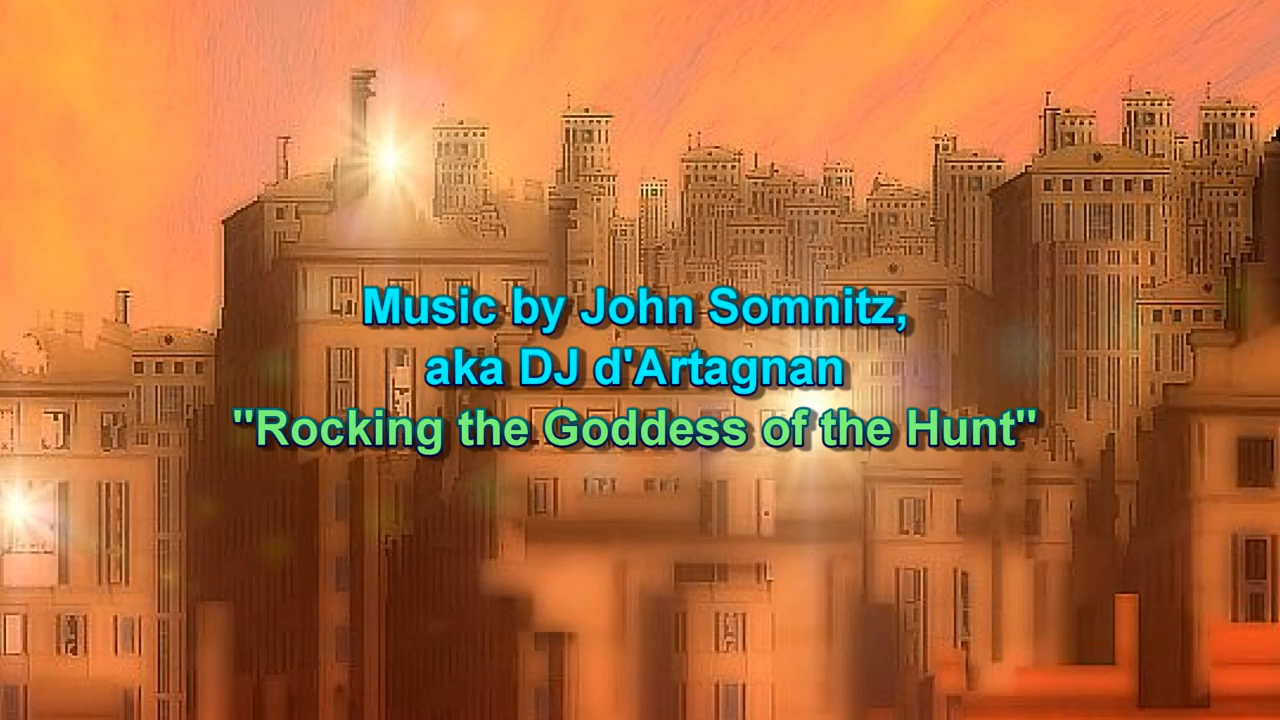 Music by John Somnitz,
aka DJ d'Artagnan
"Rocking the Goddess of the Hunt"